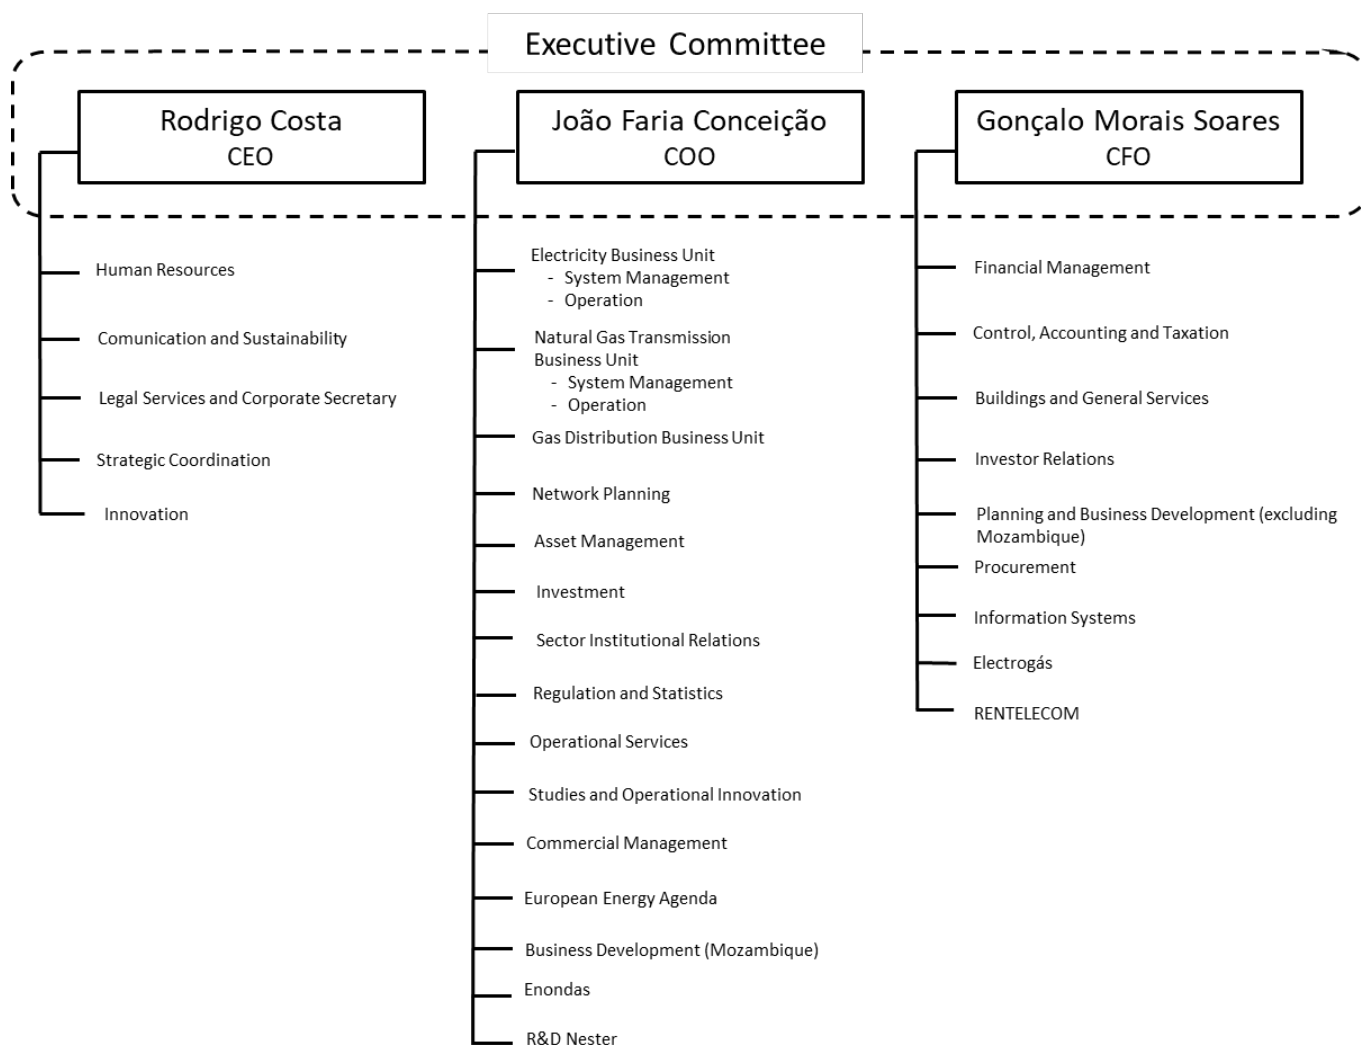 Executive Committee
Rodrigo Costa
CEO
Human Resources
Comunication and Sustainability
Legal Services and Corporate Secretary
Strategic Coordination
Innovation
João Faria Conceição
COO
Electricity Business Unit
- System Management
- Operation
Natural Gas Transmission
Business Unit
- System Management
- Operation
Gas Distribution Business Unit
Network Planning
Asset Management
Investment
Sector Institutional Relations
Regulation and Statistics
Operational Services
Studies and Operational Innovation
Commercial Management
European Energy Agenda
Business Development (Mozambique)
Enondas
R&D Nester
Gonçalo Morais Soares
CFO
Financial Management
Control, Accounting and Taxation
Buildings and General Services
Investor Relations
Planning and Business Development (excluding
Mozambique)
Procurement
Information Systems
Electrogás
RENTELECOM